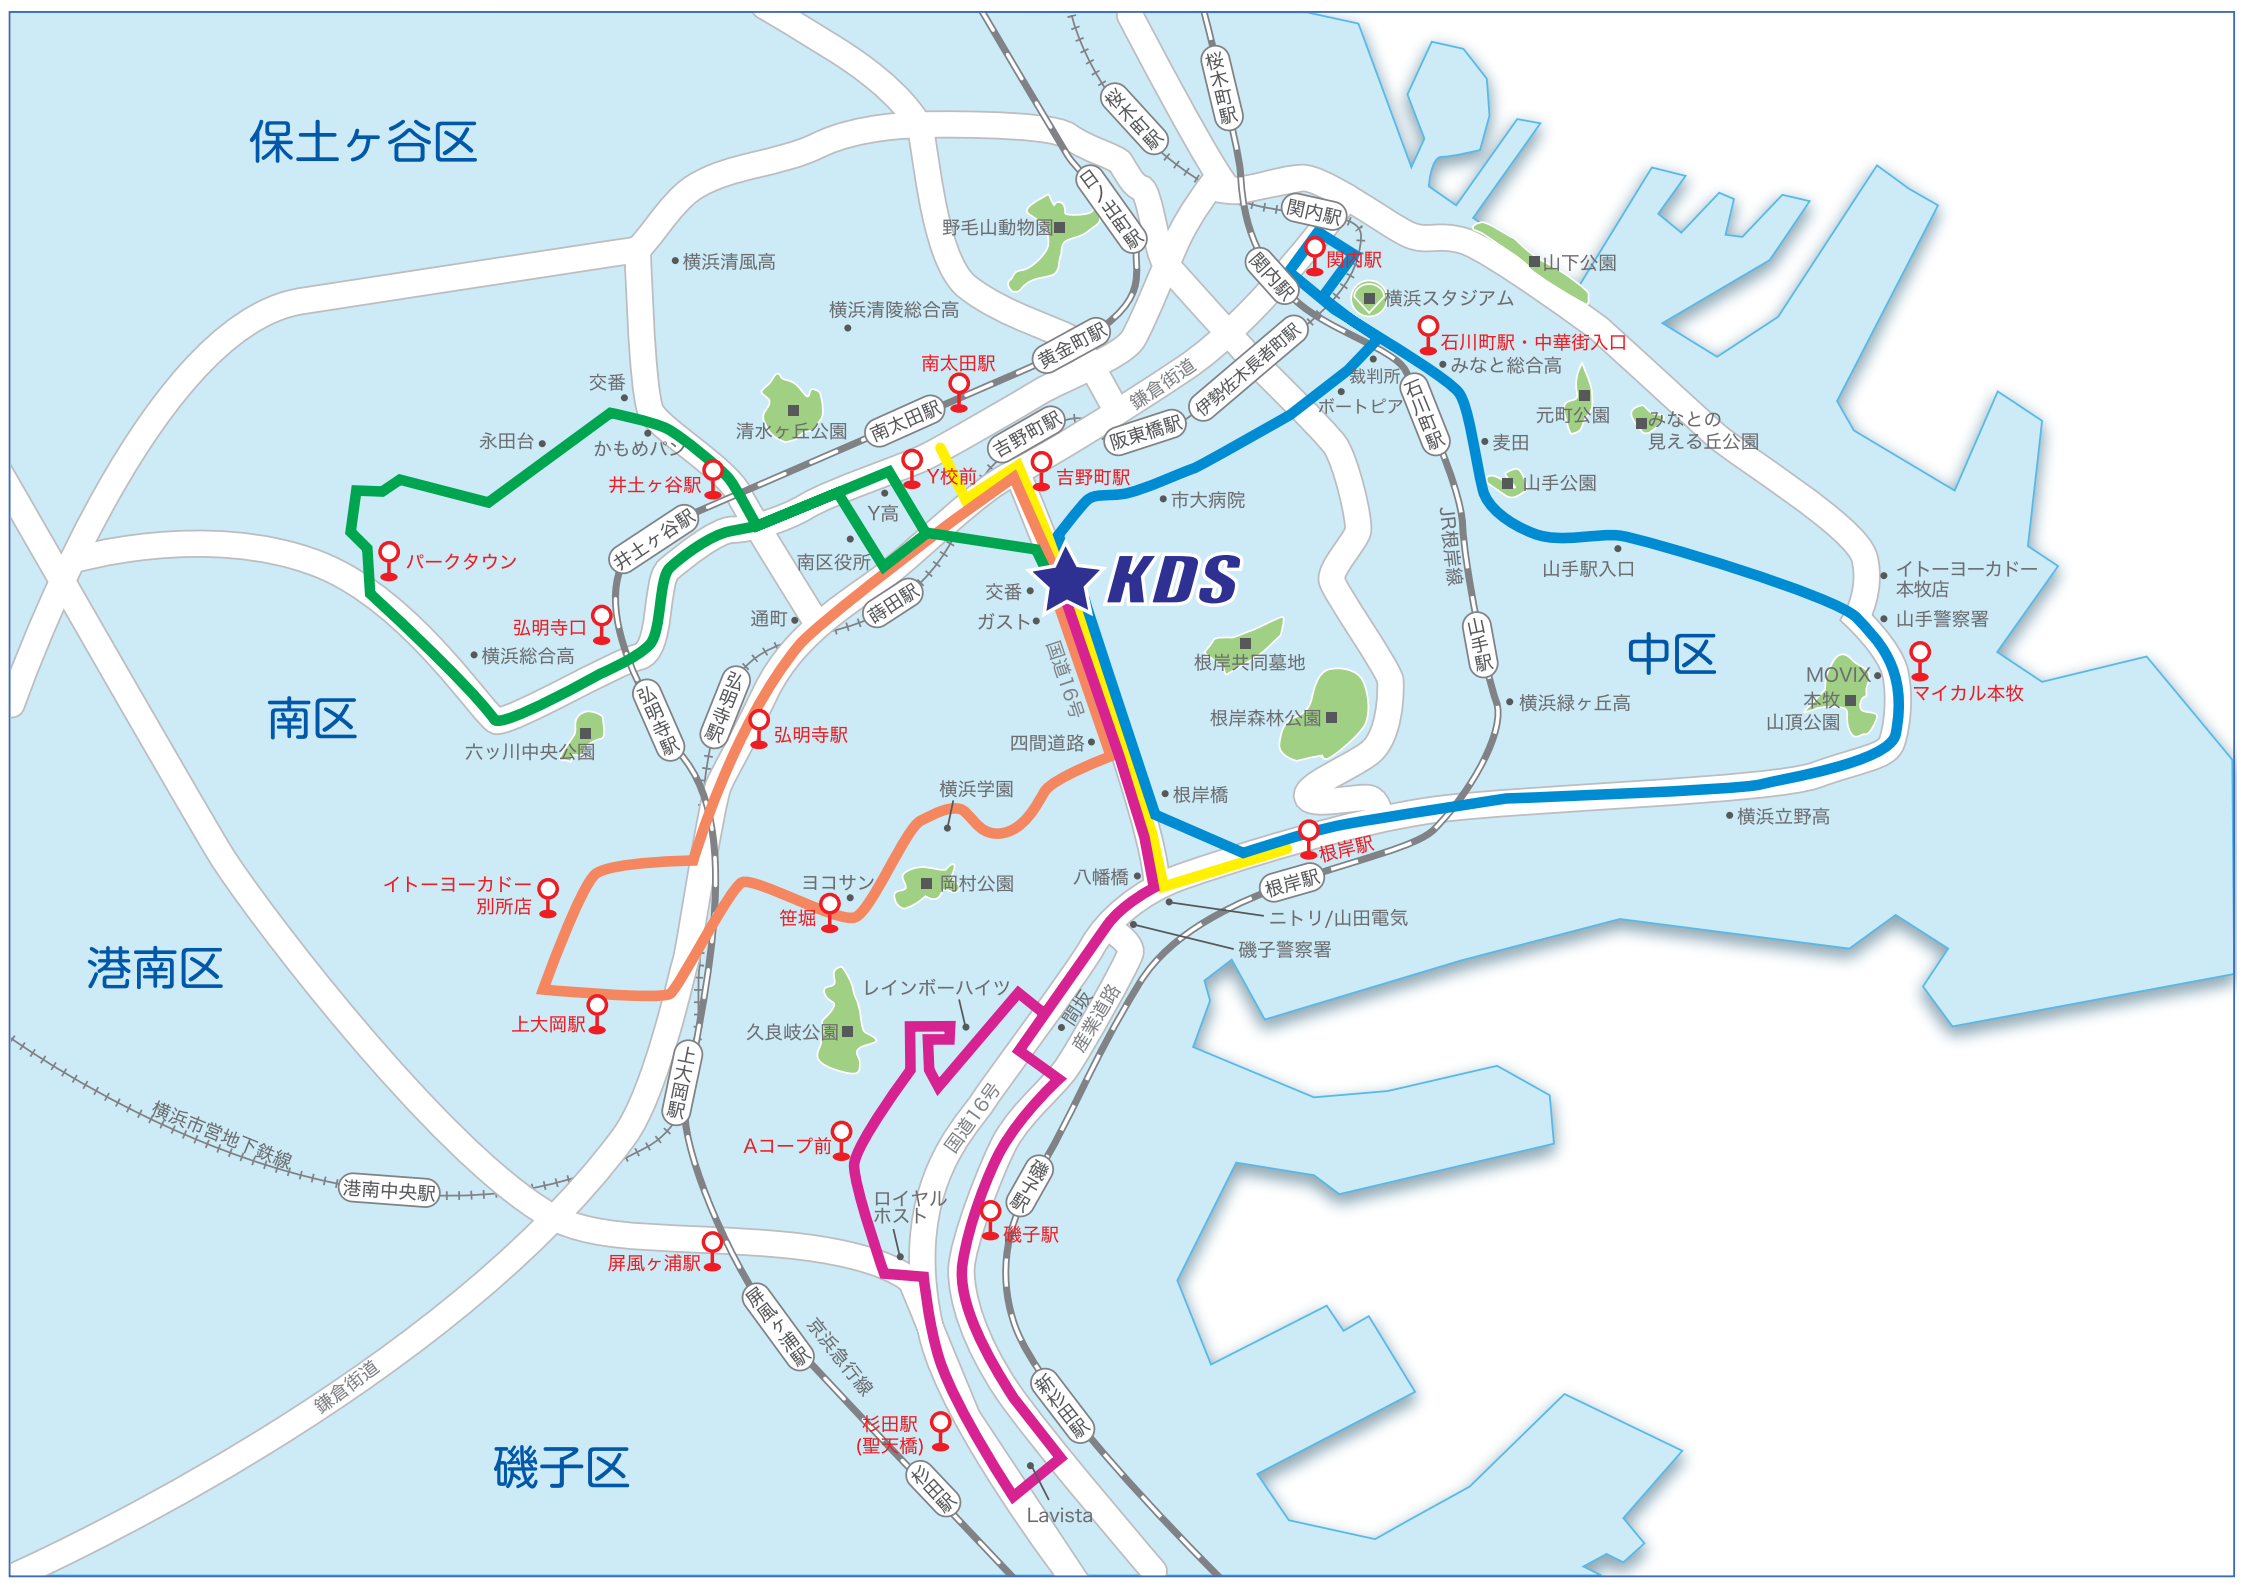 保土ヶ谷区
桜木町駅
桜木町駅
日ノ出町駅
関内駅
関内駅
野毛山動物園
関内駅
山下公園
横浜清風高
横浜スタジアム
横浜清陵総合高
黄金町駅
石川町駅・中華街入口
みなと総合高
南太田駅
鎌倉街道
伊勢佐木長者町駅
裁判所
ボートピア
石川町駅
交番
永田台
かもめパン
清水ヶ丘公園
南太田駅
吉野町駅
阪東橋駅
元町公園
みなとの
見える丘公園
麦田
井土ヶ谷駅
Y校前
吉野町駅
市大病院
山手公園
Y高
井土ヶ谷駅
南区役所
JR根岸線
パークタウン
KDS
山手駅入口
イトーヨーカドー
本牧店
交番
ガスト
蒔田駅
通町
山手警察署
弘明寺口
横浜総合高
国道16号
根岸共同墓地
山手駅
中区
MOVIX
本牧
山頂公園
マイカル本牧
南区
弘明寺駅
弘明寺駅
弘明寺駅
六ッ川中央公園
四間道路
根岸森林公園
横浜緑ヶ丘高
横浜学園
根岸橋
横浜立野高
根岸駅
イトーヨーカドー
別所店
ヨコサン
笹堀
岡村公園
八幡橋
根岸駅
ニトリ/山田電気
磯子警察署
港南区
上大岡駅
レインボーハイツ
久良岐公園
間坂
産業道路
上大岡駅
横浜市営地下鉄線
港南中央駅
Aコープ前
国道16号
ロイヤル
ホスト
磯子駅
磯子駅
屏風ヶ浦駅
屏風ヶ浦駅
京浜急行線
鎌倉街道
杉田駅
(聖天橋)
新杉田駅
磯子区
杉田駅
Lavista